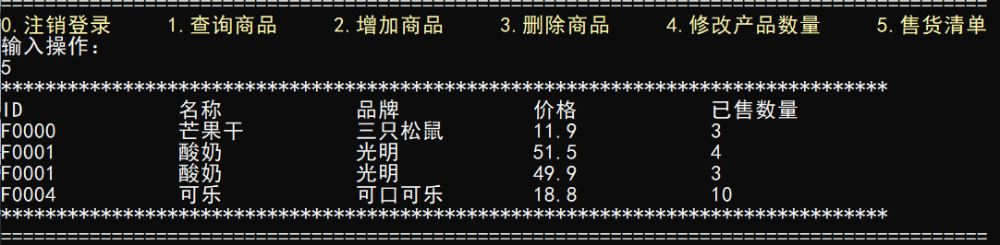 =========================================================================================
0.注销登录     1.查询商品     2.增加商品     3.删除商品     4.修改产品数量     5.售货清单
输入操作:
5
********************************************************************************
ID              名称            品牌            价格            已售数量
F0000           芒果干          三只松鼠        11.9            3
F0001           酸奶            光明            51.5            4
F0001           酸奶            光明            49.9            3
F0004           可乐            可口可乐        18.8            10
********************************************************************************
=========================================================================================